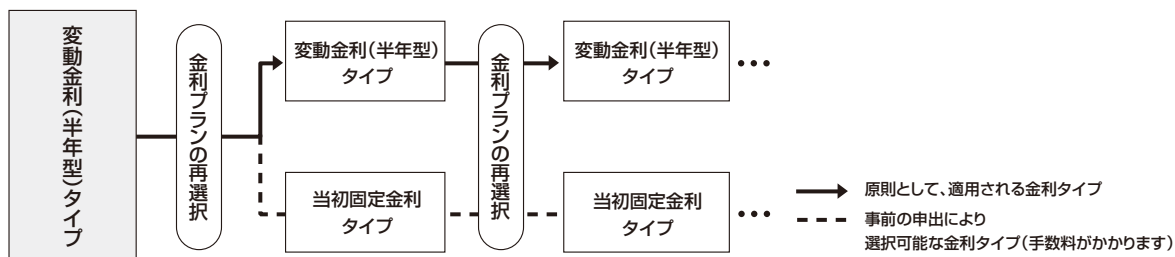 変動金利(半年型)タイプ
金利プランの再選択
変動金利(半年型)
タイプ
金利プランの再選択
変動金利(半年型)
タイプ
•••
当初固定金利
タイプ
当初固定金利
タイプ
•••
原則として、適用される金利タイプ
事前の申出により
選択可能な金利タイプ(手数料がかかります)